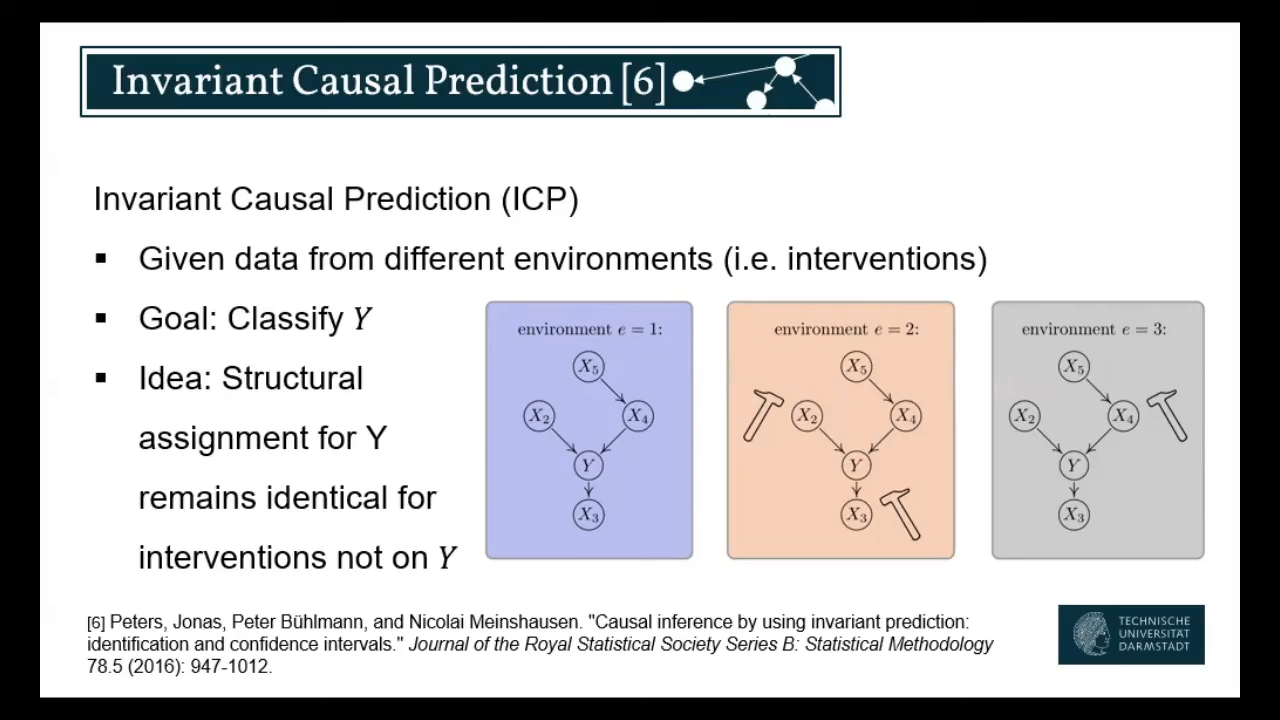 Invariant Causal Prediction [6]
Invariant Causal Prediction (ICP)
▪ Given data from different environments (i.e. interventions)
▪ Goal: Classify Y
▪ Idea: Structural
assignment for Y
remains identical for
interventions not on Y
environment e = 1:
X5
X2 X4
Y
X3
environment e = 2:
X5
X2 X4
Y
X3
environment e = 3:
X5
X2 X4
Y
X3
[6] Peters, Jonas, Peter Bühlmann, and Nicolai Meinshausen. "Causal inference by using invariant prediction:
identification and confidence intervals." Journal of the Royal Statistical Society Series B: Statistical Methodology
78.5 (2016): 947-1012.
TECHNISCHE
UNIVERSITÄT
DARMSTADT